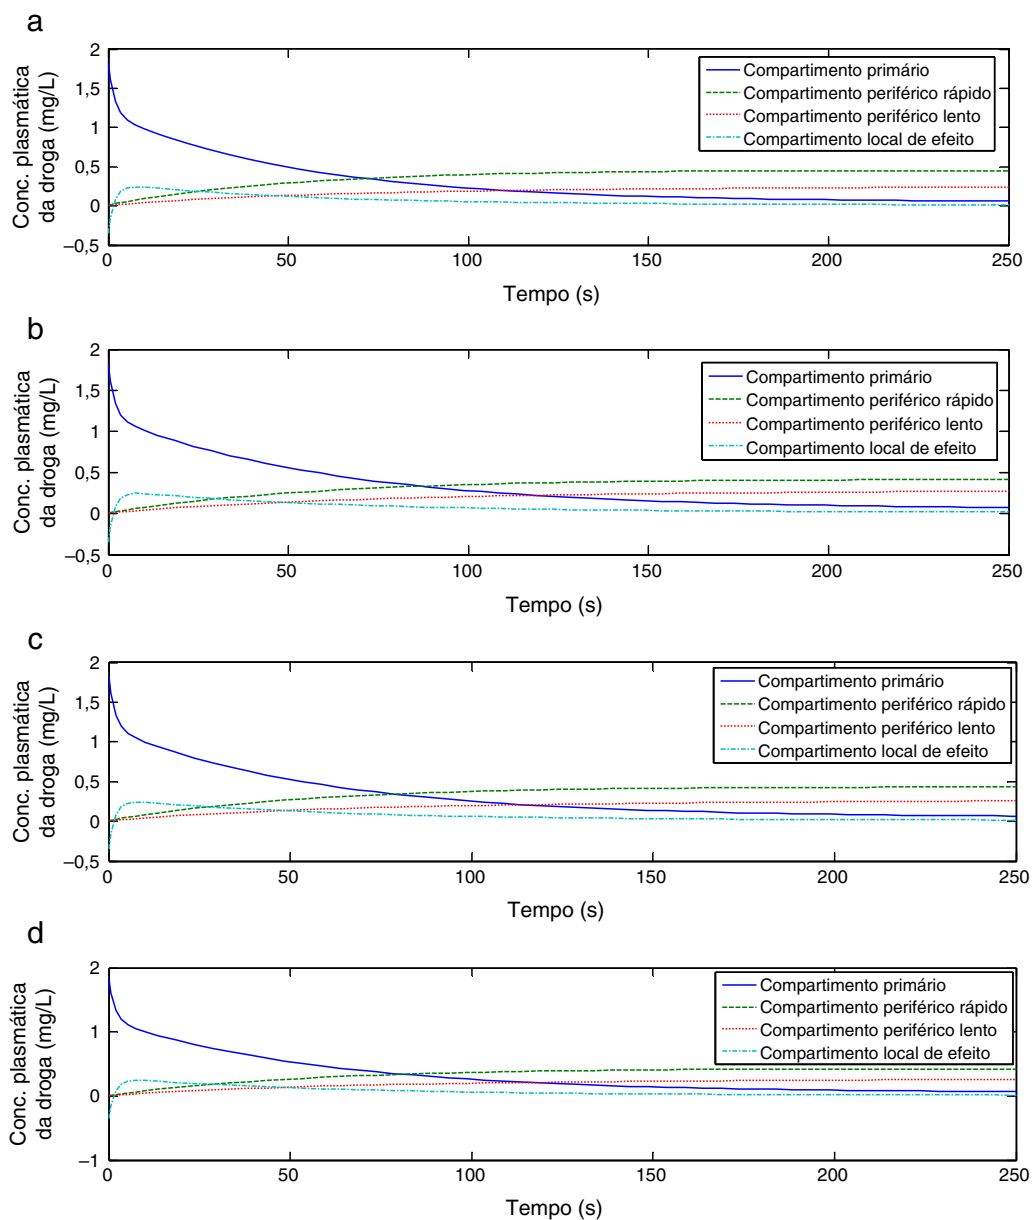 a
Conc. plasmática
da droga (mg/L)
2
1,5
1
0,5
0
–0,5
Compartimento primário
Compartimento periférico rápido
Compartimento periférico lento
Compartimento local de efeito
0 50 100 150 200 250
Tempo (s)
b
Conc. plasmática
da droga (mg/L)
2
1,5
1
0,5
0
–0,5
Compartimento primário
Compartimento periférico rápido
Compartimento periférico lento
Compartimento local de efeito
0 50 100 150 200 250
Tempo (s)
c
Conc. plasmática
da droga (mg/L)
2
1,5
1
0,5
0
–0,5
Compartimento primário
Compartimento periférico rápido
Compartimento periférico lento
Compartimento local de efeito
0 50 100 150 200 250
Tempo (s)
d
Conc. plasmática
da droga (mg/L)
2
1
0
–1
Compartimento primário
Compartimento periférico rápido
Compartimento periférico lento
Compartimento local de efeito
0 50 100 150 200 250
Tempo (s)